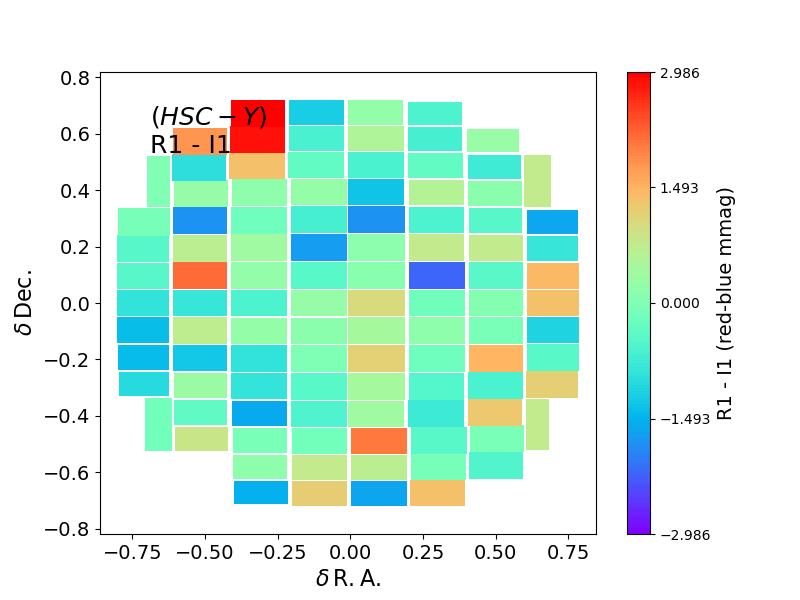 0.8
0.6
0.4
0.2
0.0
−0.2
−0.4
−0.6
−0.8
δ Dec.
(HSC − Y)
R1 - I1
−0.75 −0.50 −0.25 0.00 0.25 0.50 0.75
δ R. A.
2.986
1.493
0.000
−1.493
−2.986
R1 - I1 (red-blue mmag)